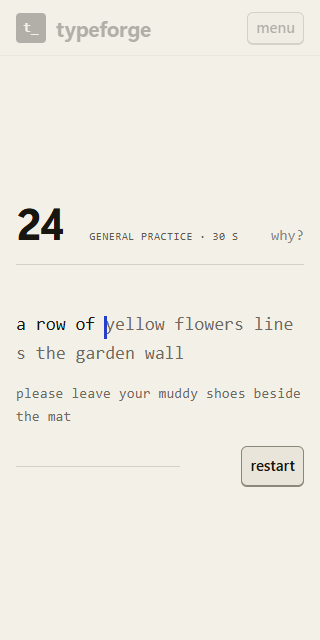 t_ typeforge menu
24 GENERAL PRACTICE · 30 S why?
a row of yellow flowers line
s the garden wall
please leave your muddy shoes beside
the mat
restart